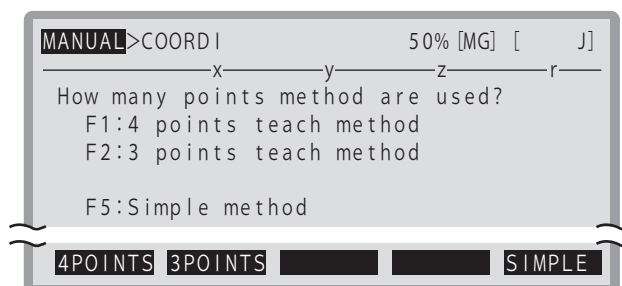 MANUAL>COORDI 50% [MG] [ J]
x y z r
How many points method are used?
F1:4 points teach method
F2:3 points teach method
F5:Simple method
4POINTS 3POINTS SIMPLE